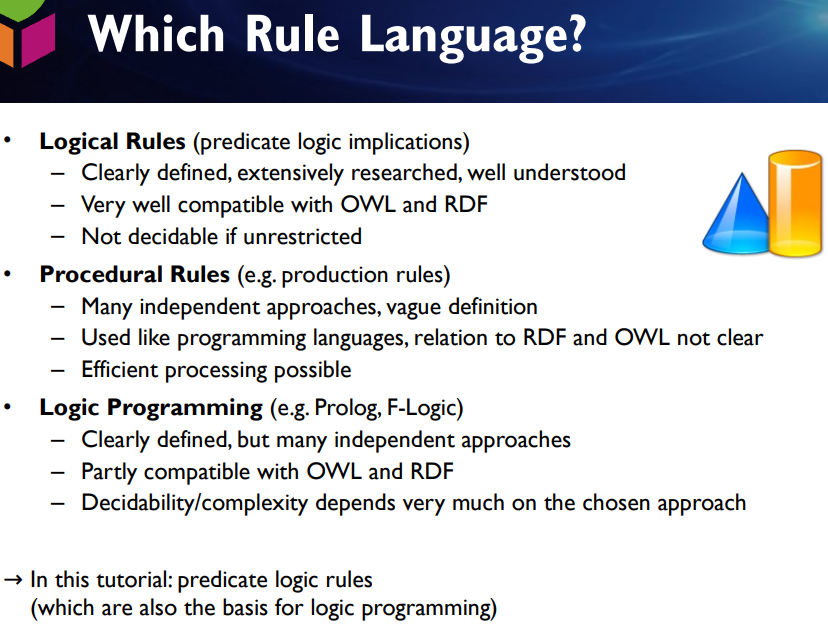 Which Rule Language?
• Logical Rules (predicate logic implications)
– Clearly defined, extensively researched, well understood
– Very well compatible with OWL and RDF
– Not decidable if unrestricted
• Procedural Rules (e.g. production rules)
– Many independent approaches, vague definition
– Used like programming languages, relation to RDF and OWL not clear
– Efficient processing possible
• Logic Programming (e.g. Prolog, F-Logic)
– Clearly defined, but many independent approaches
– Partly compatible with OWL and RDF
– Decidability/complexity depends very much on the chosen approach
→ In this tutorial: predicate logic rules
(which are also the basis for logic programming)